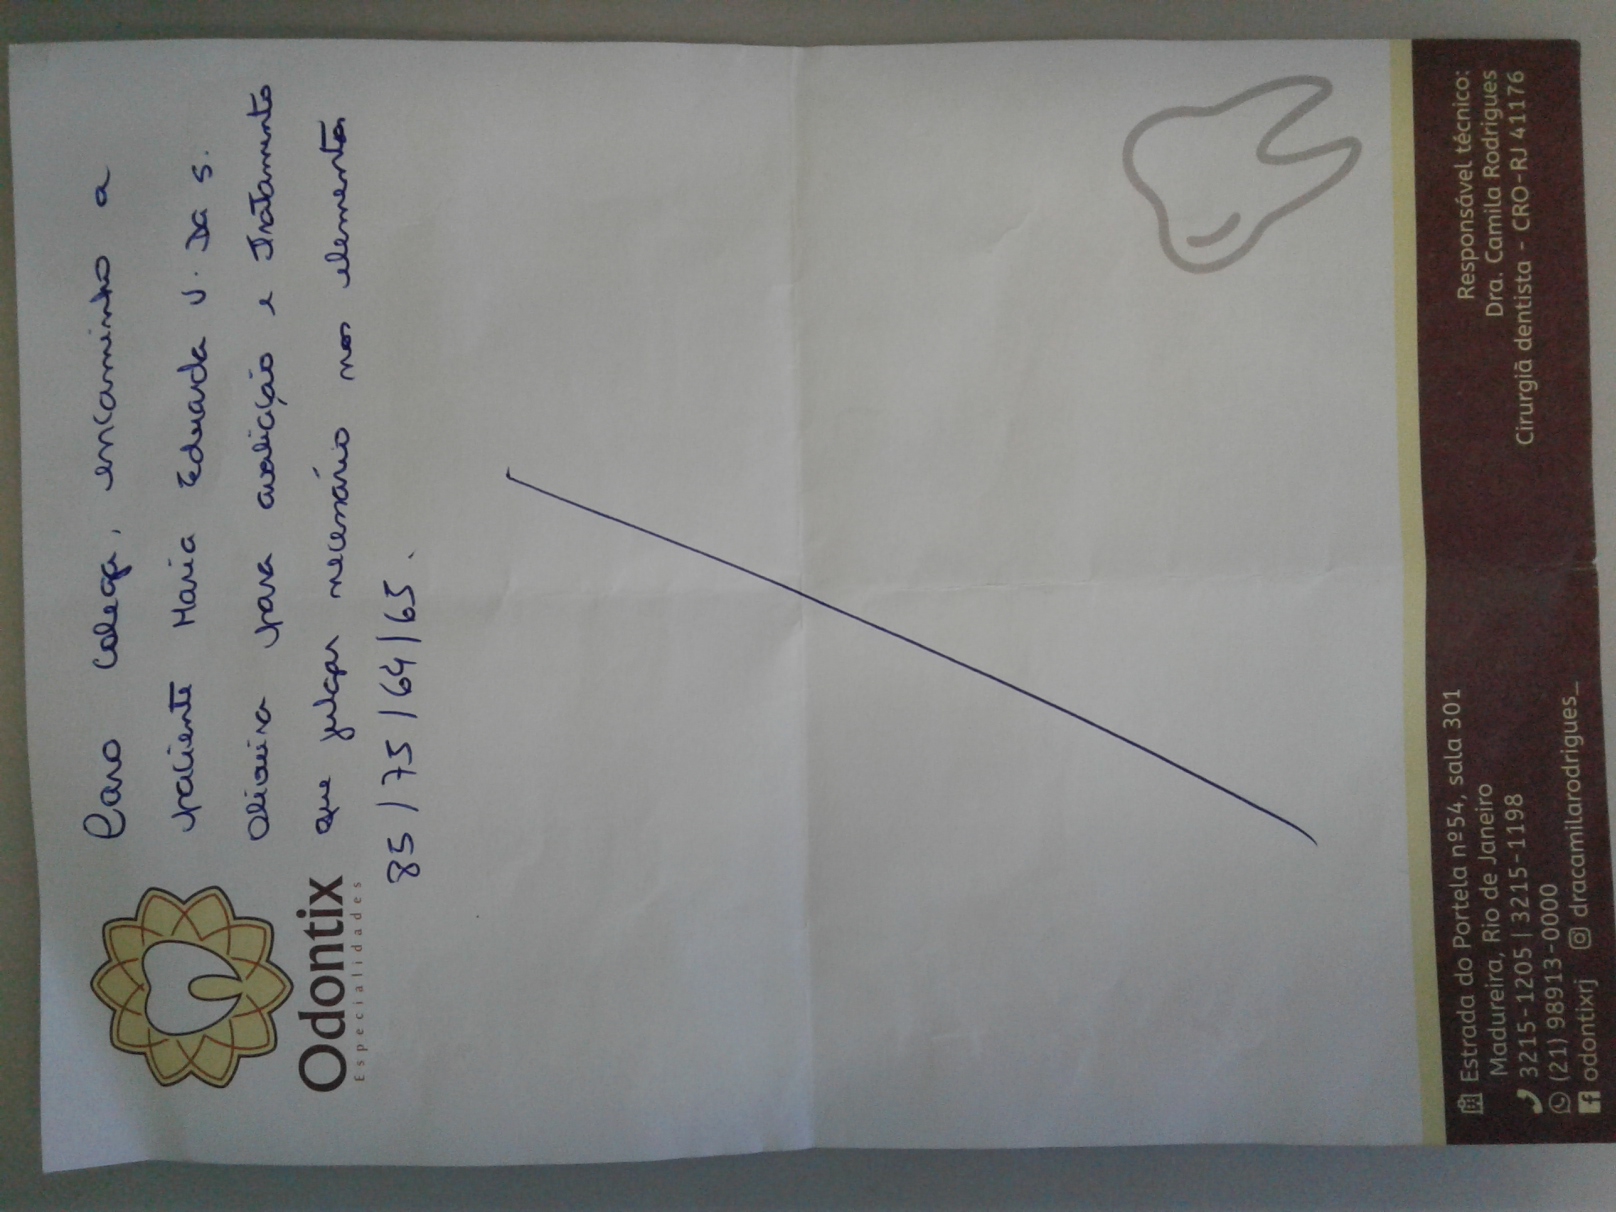 Caro colega, encaminho a
paciente Maria Eduarda V. Da S.
Oliveira para avaliação e Tratamento
que julgar necessário nos elementos
85 / 75 / 64 / 65.
Odontix
Especialidades
Estrada do Portela nº54, sala 301
Madureira, Rio de Janeiro
3215-1205 | 3215-1198
(21) 98913-0000
odontixrj dracamilarodrigues_
Responsável técnico:
Dra. Camila Rodrigues
Cirurgiã dentista - CRO-RJ 41176